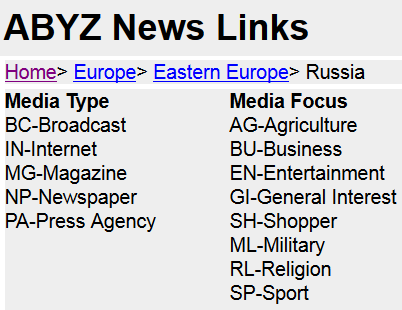 ABYZ News Links
Home> Europe> Eastern Europe> Russia
Media Type Media Focus
BC-Broadcast AG-Agriculture
IN-Internet BU-Business
MG-Magazine EN-Entertainment
NP-Newspaper GI-General Interest
PA-Press Agency SH-Shopper
ML-Military
RL-Religion
SP-Sport